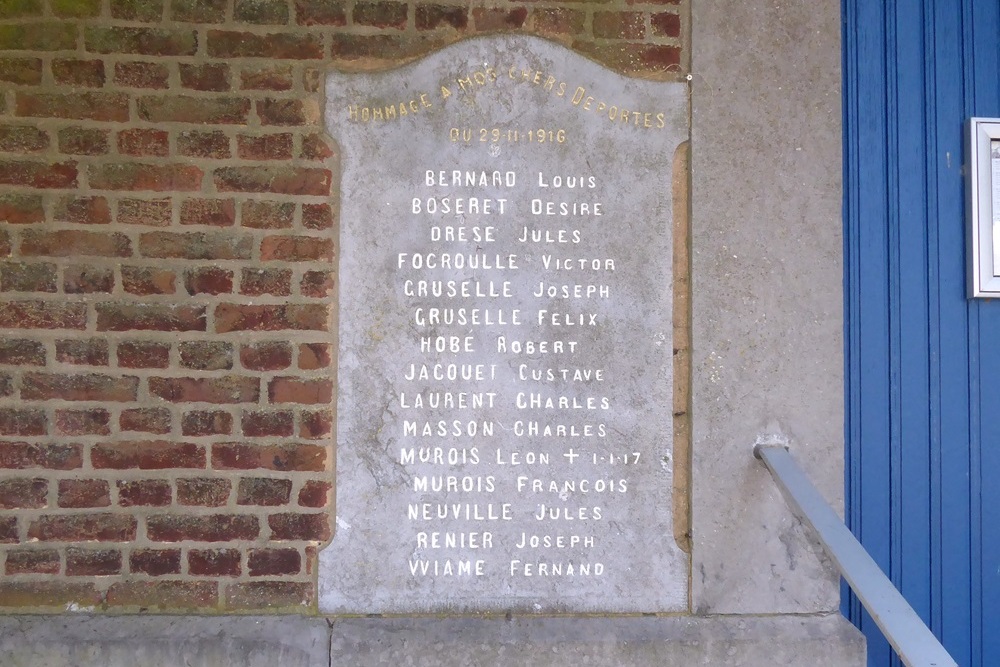 HOMMAGE A NOS CHERS DEPORTES
DU 29-11-1916
BERNARD LOUIS
BOSERET DESIRE
DRESE JULES
FOCROULLE VICTOR
GRUSELLE JOSEPH
GRUSELLE FELIX
HOBÉ ROBERT
JACQUET GUSTAVE
LAURENT CHARLES
MASSON CHARLES
MUROIS LEON + 1-1-17
MUROIS FRANCOIS
NEUVILLE JULES
RENIER JOSEPH
WIAME FERNAND